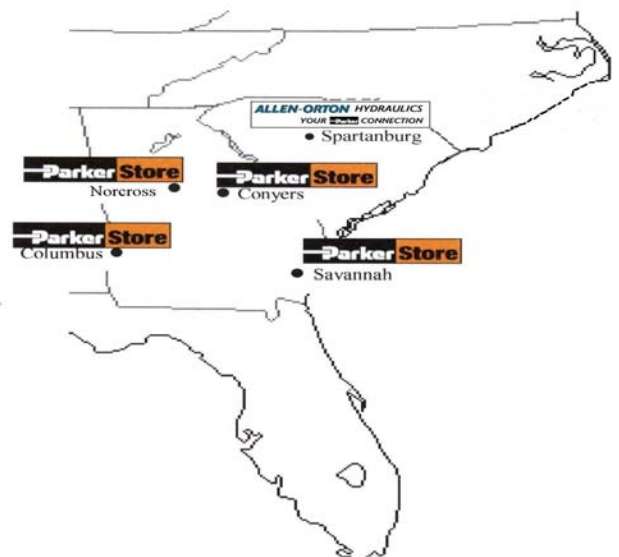 ALLEN-ORTON HYDRAULICS
YOUR Parker CONNECTION
Spartanburg
Parker Store
Norcross
Parker Store
Conyers
Parker Store
Columbus
Parker Store
Savannah